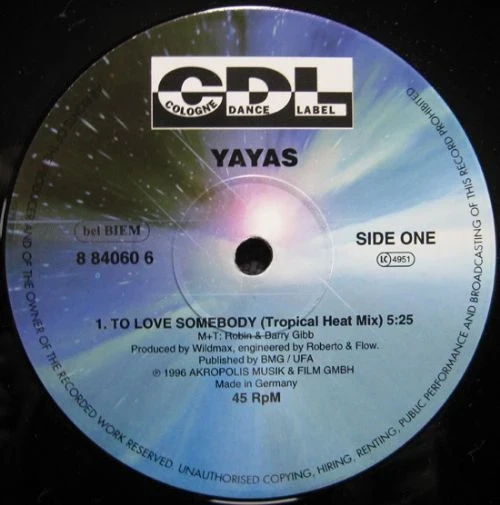 CDL
COLOGNE DANCE LABEL
YAYAS
bel BIEM
8 84060 6
SIDE ONE
LC 4951
1. TO LOVE SOMEBODY (Tropical Heat Mix) 5:25
M+T: Robin & Barry Gibb
Produced by Wildmax, engineered by Roberto & Flow.
Published by BMG / UFA
℗ 1996 AKROPOLIS MUSIK & FILM GMBH
Made in Germany
45 RpM
PRODUCER AND OF THE OWNER OF THE RECORDED WORK RESERVED. UNAUTHORISED COPYING, HIRING, RENTING, PUBLIC PERFORMANCE AND BROADCASTING OF THIS RECORD PROHIBITED